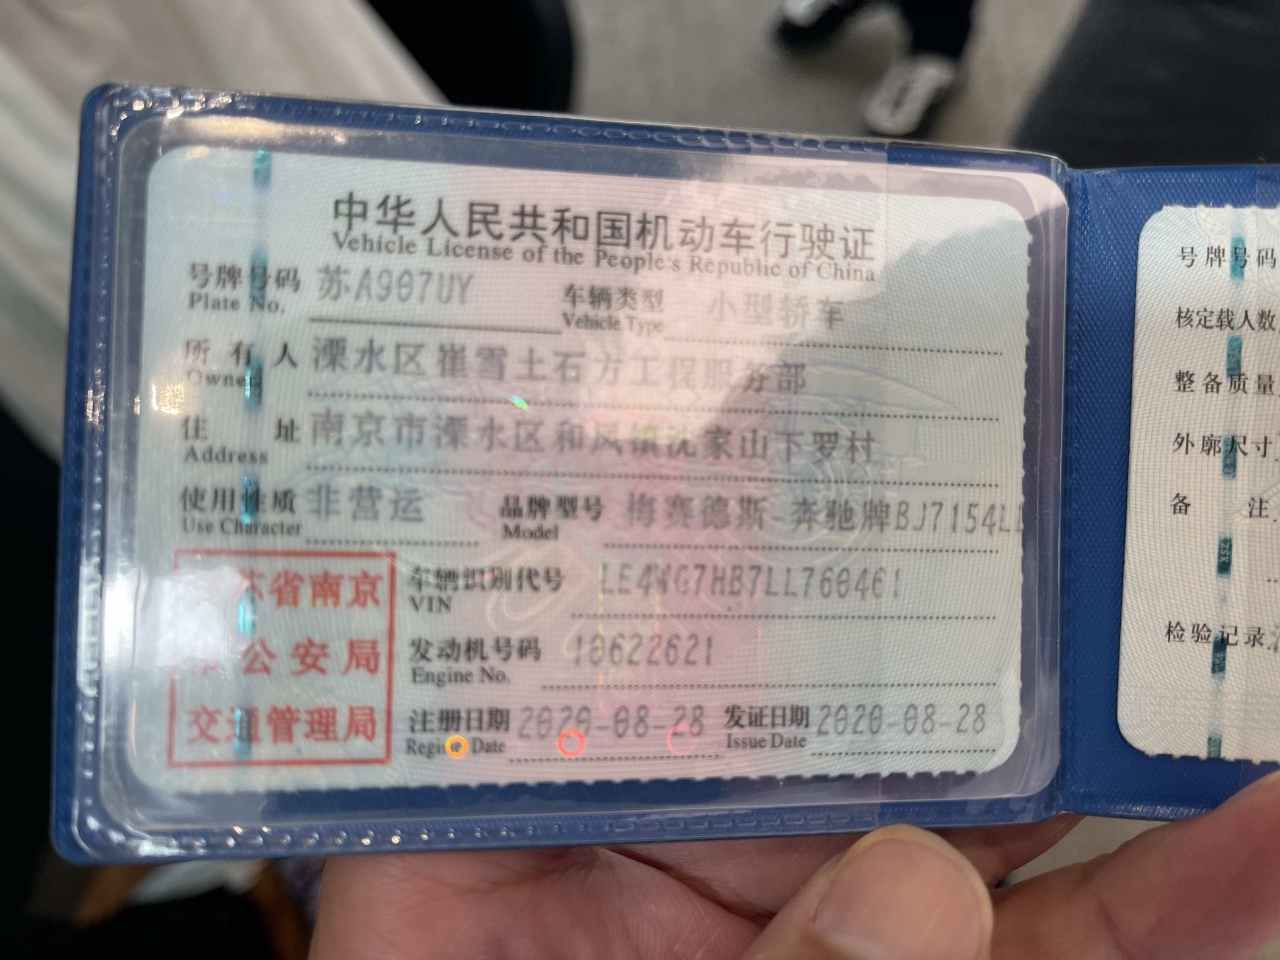 中华人民共和国机动车行驶证
Vehicle License of the People's Republic of China
号牌号码 苏A907UY 车辆类型 小型轿车
Plate No. Vehicle Type
所有人 溧水区崔雪土石方工程服务部
Owner
住址 南京市溧水区和凤镇沈家山下罗村
Address
使用性质 非营运 品牌型号 梅赛德斯 奔驰牌BJ7154L
Use Character Model
省南京 车辆识别代号 LE4WG7HB7LL760461
VIN
公安局 发动机号码 10622621
Engine No.
交通管理局 注册日期 2020-08-28 发证日期 2020-08-28
Date Issue Date
号牌号码
核定载人数
整备质量
外廓尺寸
备注
检验记录